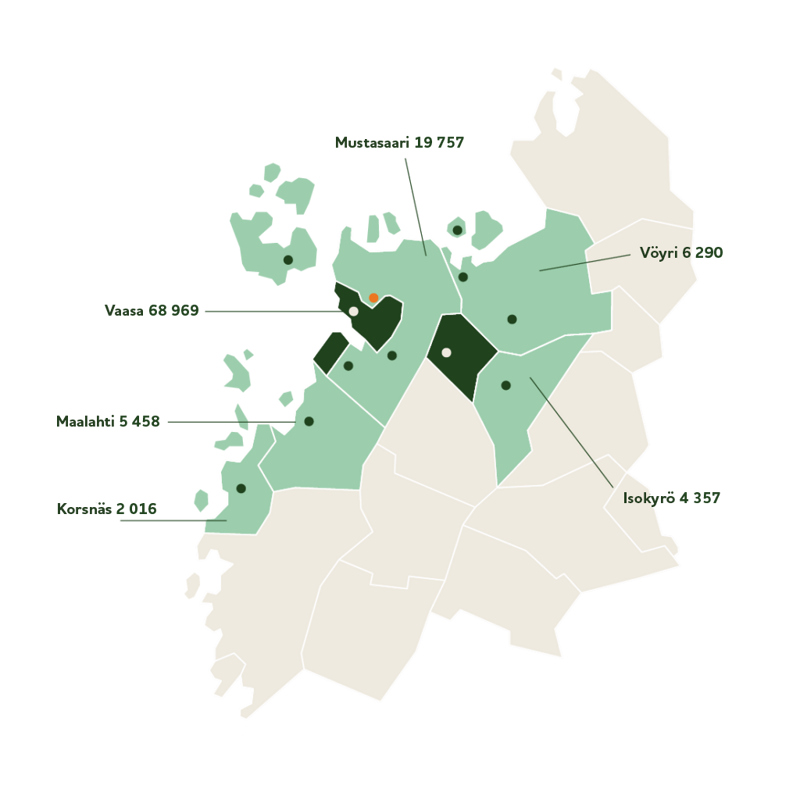 Mustasaari 19 757
Vöyri 6 290
Vaasa 68 969
Maalahti 5 458
Isokyrö 4 357
Korsnäs 2 016